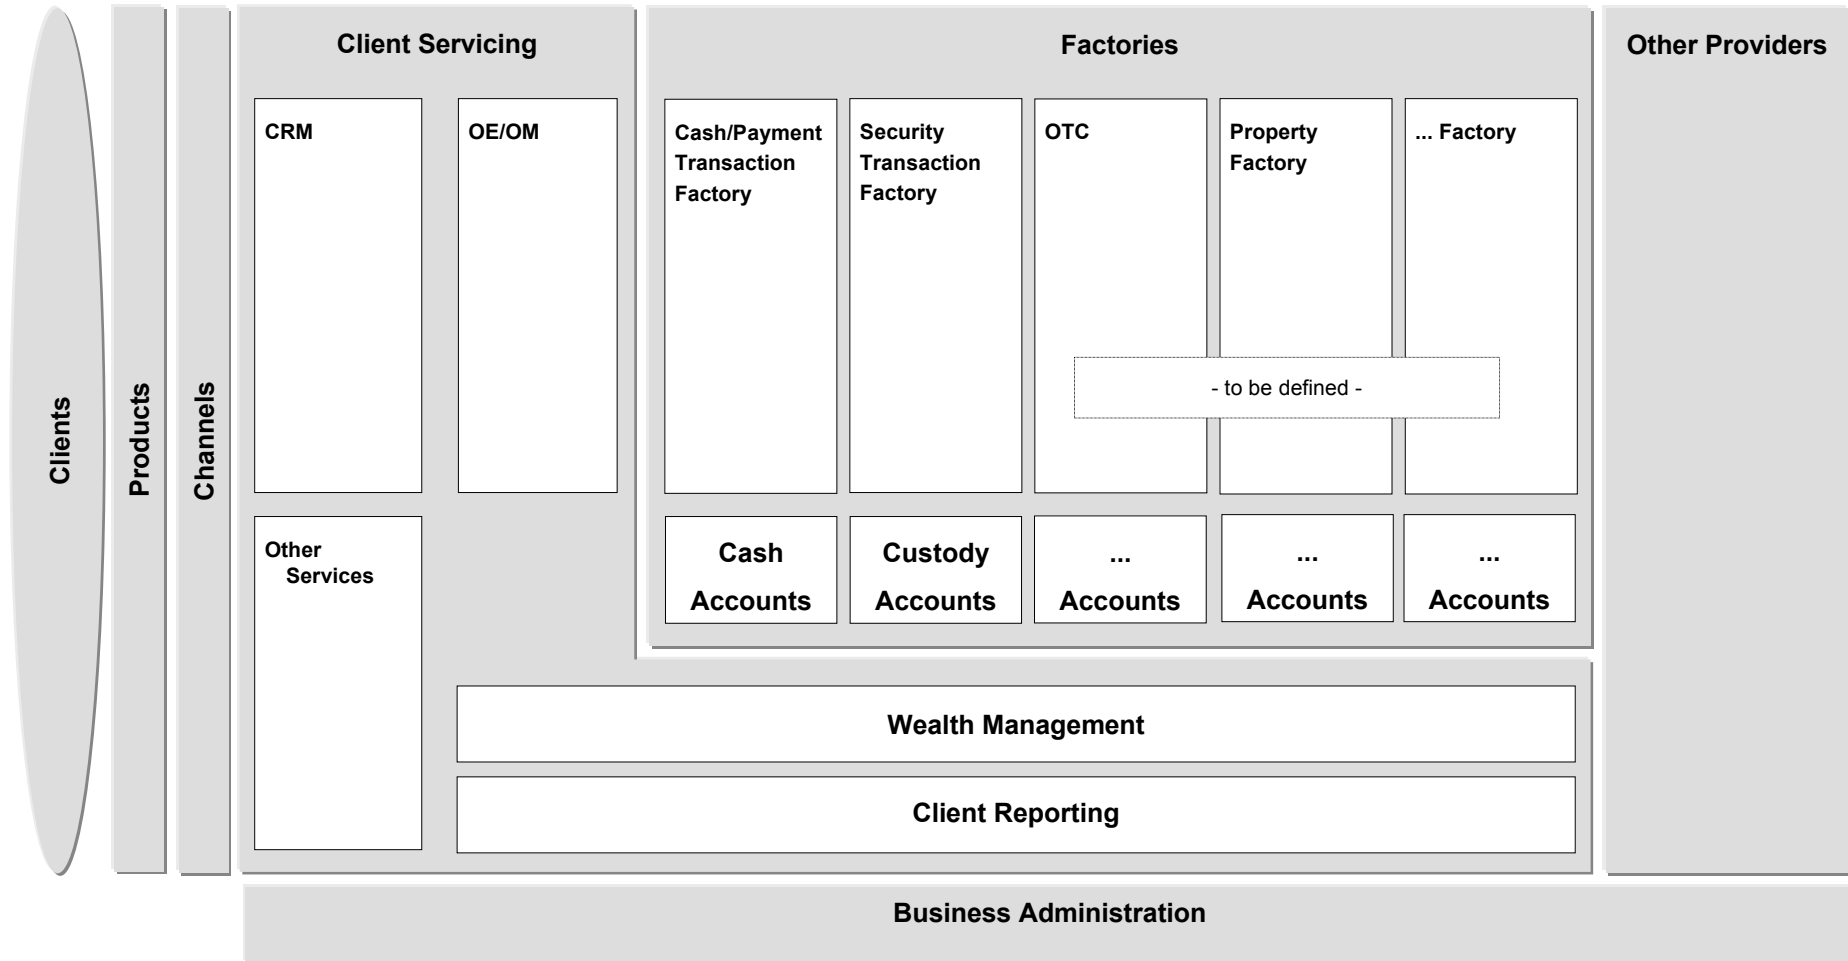 Clients
Products
Channels
Client Servicing
CRM
OE/OM
Other
Services
Factories
Cash/Payment
Transaction
Factory
Security
Transaction
Factory
OTC
Property
Factory
... Factory
- to be defined -
Cash
Accounts
Custody
Accounts
...
Accounts
...
Accounts
...
Accounts
Wealth Management
Client Reporting
Other Providers
Business Administration